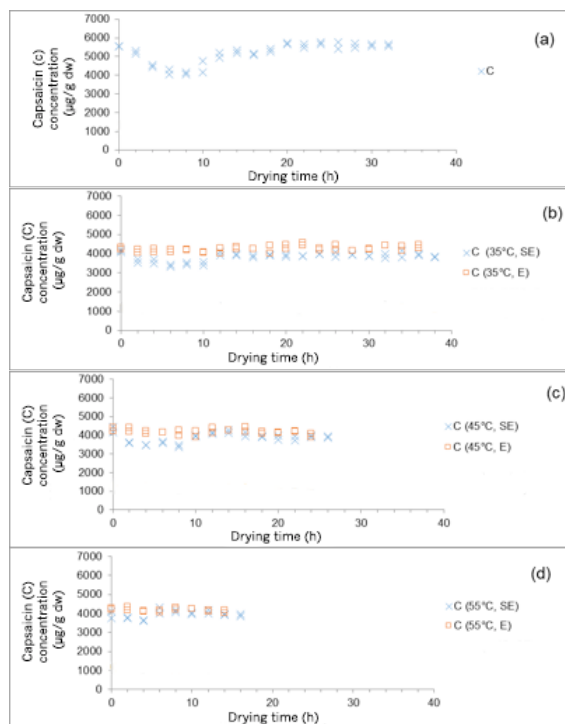 (a)
Capsaicin (c)
concentration
(µg/g dw)
7000
6000
5000
4000
3000
2000
1000
0
0 10 20 30 40
Drying time (h)
C
(b)
Capsaicin (C)
concentration
(µg/g dw)
7000
6000
5000
4000
3000
2000
1000
0
0 10 20 30 40
Drying time (h)
C (35°C, SE)
C (35°C, E)
(c)
Capsaicin (C)
concentration
(µg/g dw)
7000
6000
5000
4000
3000
2000
1000
0
0 10 20 30 40
Drying time (h)
C (45°C, SE)
C (45°C, E)
(d)
Capsaicin (C)
concentration
(µg/g dw)
7000
6000
5000
4000
3000
2000
1000
0
0 10 20 30 40
Drying time (h)
C (55°C, SE)
C (55°C, E)